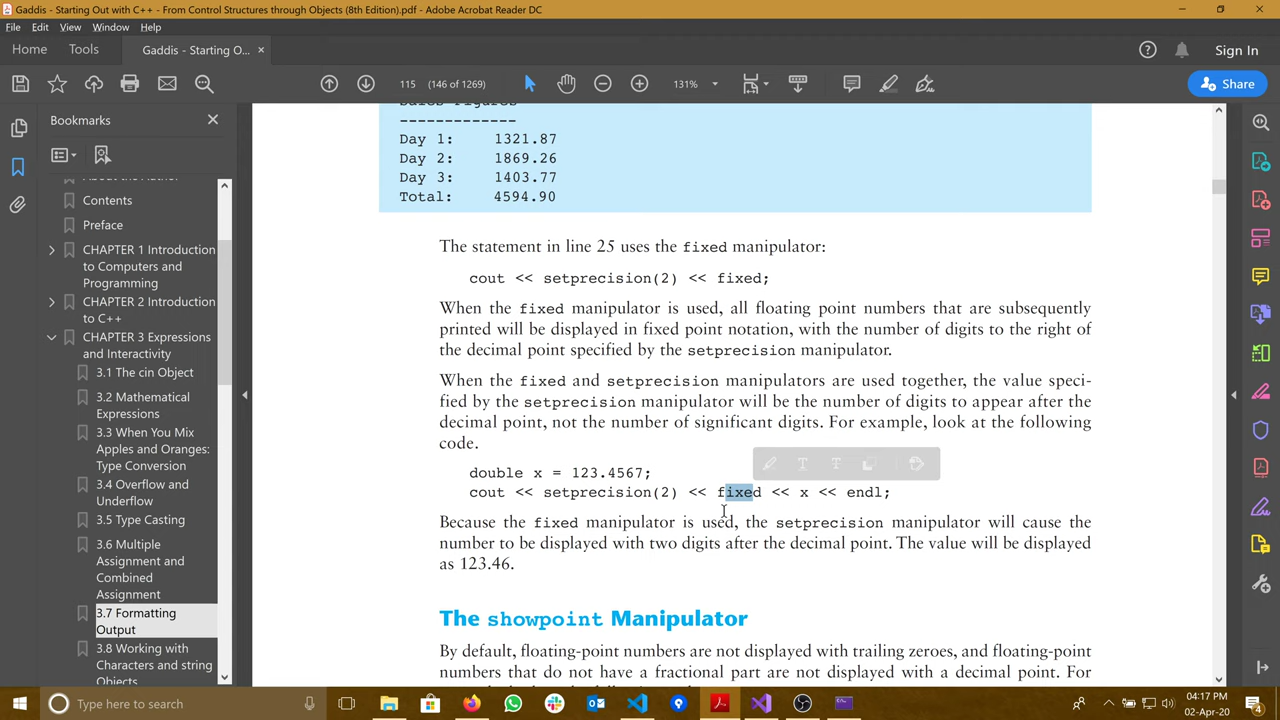 Gaddis - Starting Out with C++ - From Control Structures through Objects (8th Edition).pdf - Adobe Acrobat Reader DC
File Edit View Window Help
Home Tools Gaddis - Starting O... × Sign In
115 (146 of 1269) 131% Share
Bookmarks
Contents
Preface
CHAPTER 1 Introduction
to Computers and
Programming
CHAPTER 2 Introduction
to C++
CHAPTER 3 Expressions
and Interactivity
3.1 The cin Object
3.2 Mathematical
Expressions
3.3 When You Mix
Apples and Oranges:
Type Conversion
3.4 Overflow and
Underflow
3.5 Type Casting
3.6 Multiple
Assignment and
Combined
Assignment
3.7 Formatting
Output
3.8 Working with
Characters and string
Objects
-------------
Day 1: 1321.87
Day 2: 1869.26
Day 3: 1403.77
Total: 4594.90
The statement in line 25 uses the fixed manipulator:
cout << setprecision(2) << fixed;
When the fixed manipulator is used, all floating point numbers that are subsequently
printed will be displayed in fixed point notation, with the number of digits to the right of
the decimal point specified by the setprecision manipulator.
When the fixed and setprecision manipulators are used together, the value speci-
fied by the setprecision manipulator will be the number of digits to appear after the
decimal point, not the number of significant digits. For example, look at the following
code.
double x = 123.4567;
cout << setprecision(2) << fixed << x << endl;
Because the fixed manipulator is used, the setprecision manipulator will cause the
number to be displayed with two digits after the decimal point. The value will be displayed
as 123.46.
The showpoint Manipulator
By default, floating-point numbers are not displayed with trailing zeroes, and floating-point
numbers that do not have a fractional part are not displayed with a decimal point. For
Type here to search
04:17 PM
02-Apr-20
4